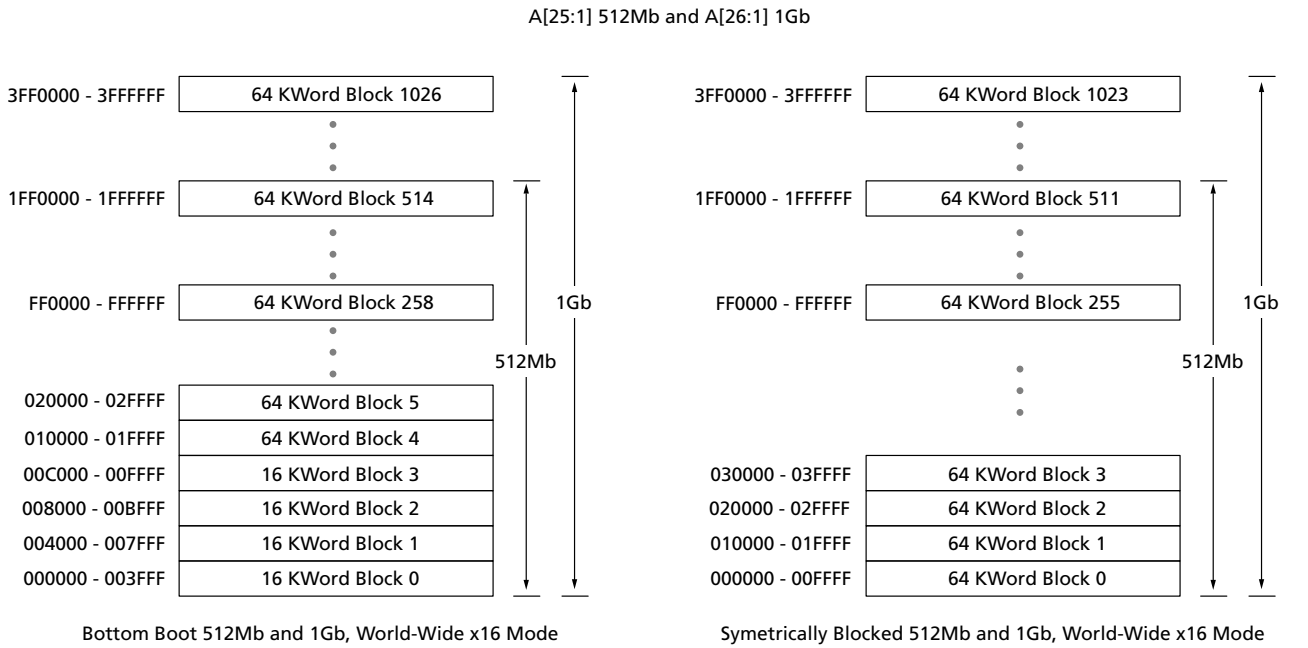 A[25:1] 512Mb and A[26:1] 1Gb
3FF0000 - 3FFFFFF
64 KWord Block 1026
1FF0000 - 1FFFFFF
64 KWord Block 514
FF0000 - FFFFFF
64 KWord Block 258
1Gb
512Mb
020000 - 02FFFF
64 KWord Block 5
010000 - 01FFFF
64 KWord Block 4
00C000 - 00FFFF
16 KWord Block 3
008000 - 00BFFF
16 KWord Block 2
004000 - 007FFF
16 KWord Block 1
000000 - 003FFF
16 KWord Block 0
Bottom Boot 512Mb and 1Gb, World-Wide x16 Mode
3FF0000 - 3FFFFFF
64 KWord Block 1023
1FF0000 - 1FFFFFF
64 KWord Block 511
FF0000 - FFFFFF
64 KWord Block 255
1Gb
512Mb
030000 - 03FFFF
64 KWord Block 3
020000 - 02FFFF
64 KWord Block 2
010000 - 01FFFF
64 KWord Block 1
000000 - 00FFFF
64 KWord Block 0
Symetrically Blocked 512Mb and 1Gb, World-Wide x16 Mode